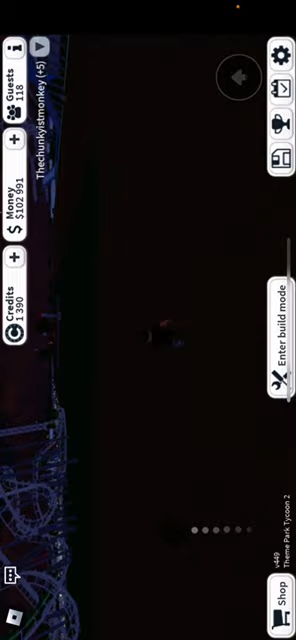 Guests
118
Money
$102 991
Credits
1 390
Thechunkyistmonkey (+5)
Enter build mode
v449
Theme Park Tycoon 2
Shop